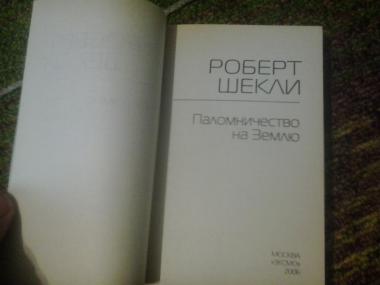 РОБЕРТ
ШЕКЛИ
Паломничество
на Землю
МОСКВА
«ЭКСМО»
2006